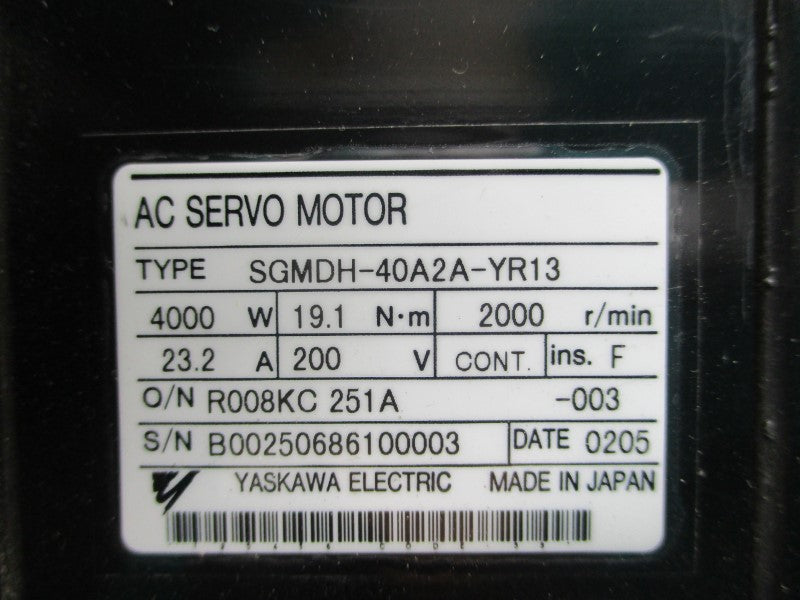 AC SERVO MOTOR
TYPE SGMDH-40A2A-YR13
4000 W 19.1 N·m 2000 r/min
23.2 A 200 V CONT. ins. F
O/N R008KC 251A -003
S/N B00250686100003 DATE 0205
YASKAWA ELECTRIC MADE IN JAPAN